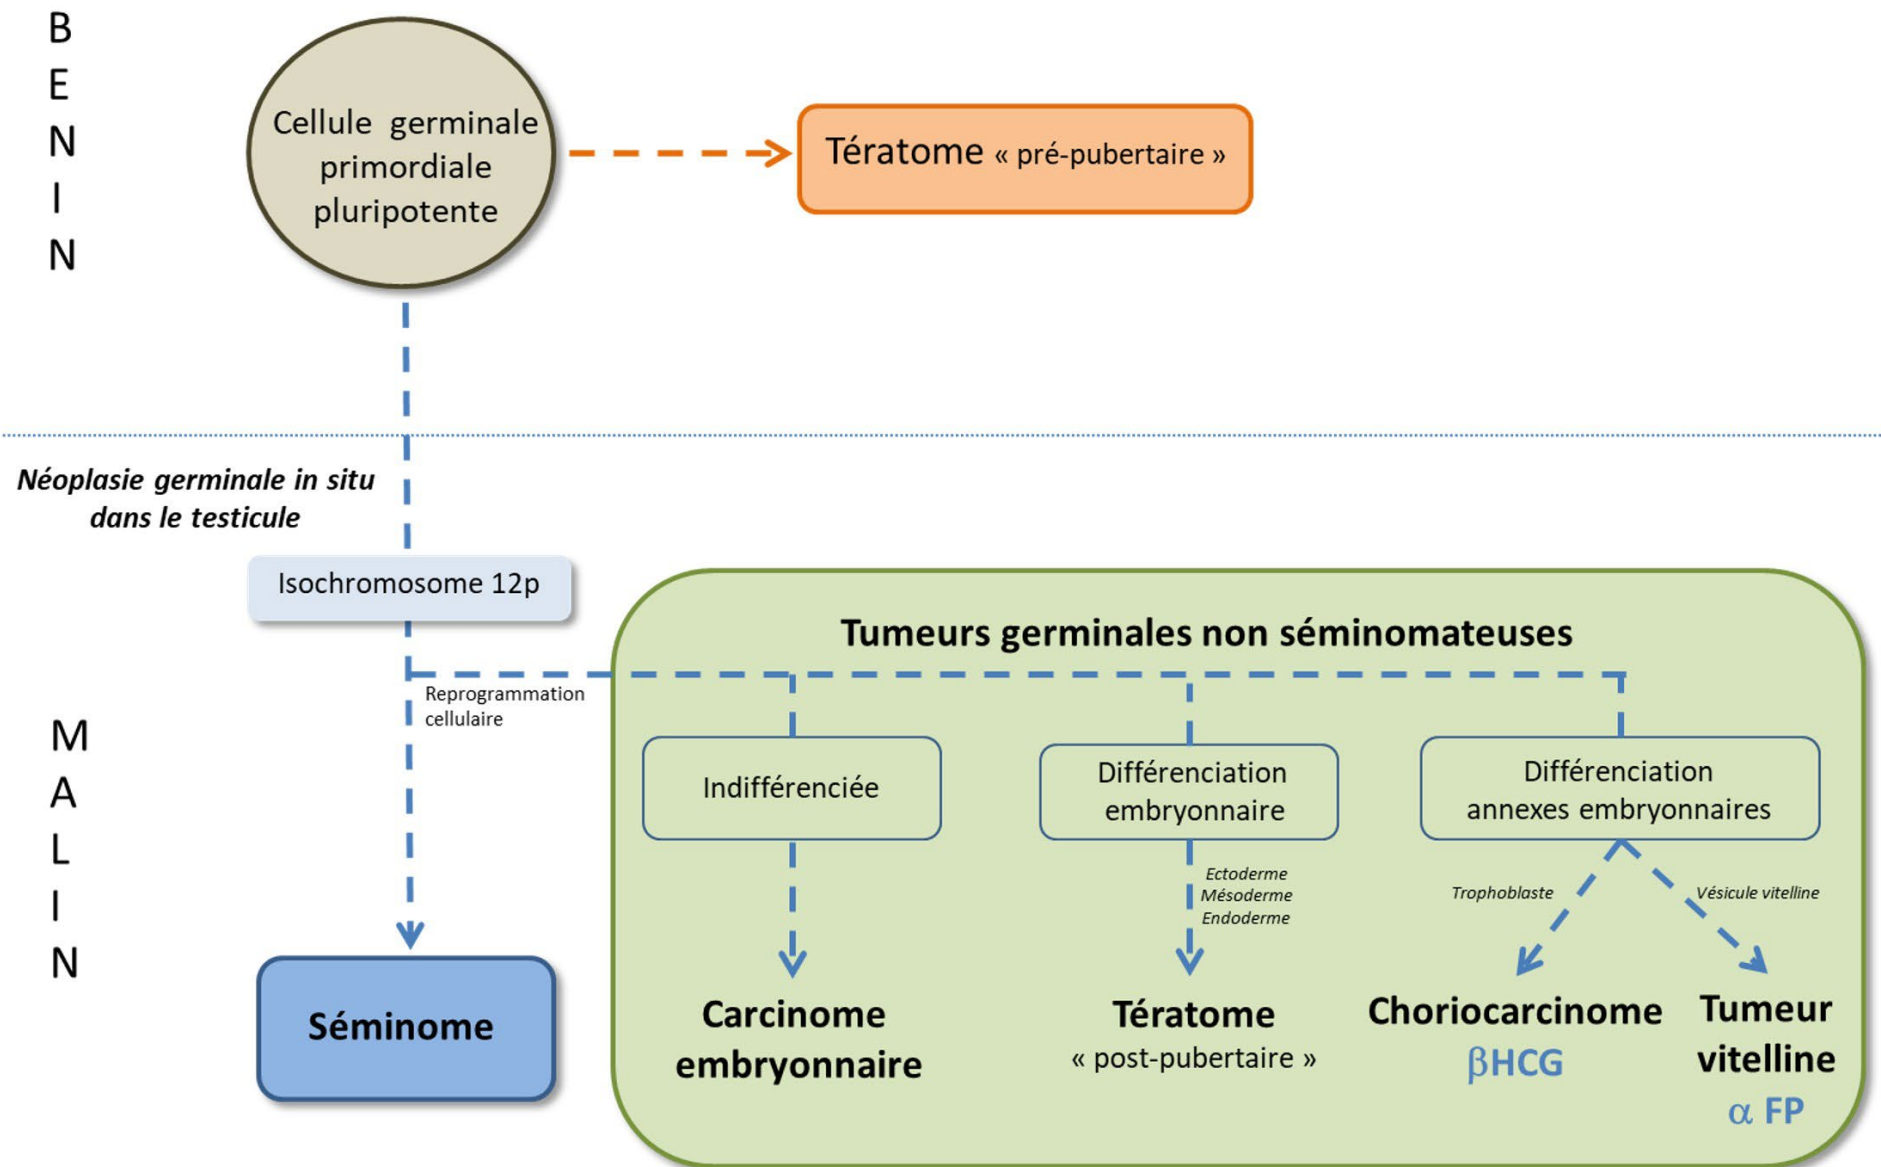 BENIN
Cellule germinale
primordiale
pluripotente
Tératome « pré-pubertaire »
Néoplasie germinale in situ
dans le testicule
Isochromosome 12p
MALIN
Reprogrammation
cellulaire
Tumeurs germinales non séminomateuses
Indifférenciée
Différenciation
embryonnaire
Différenciation
annexes embryonnaires
Ectoderme
Mésoderme
Endoderme
Trophoblaste
Vésicule vitelline
Séminome
Carcinome
embryonnaire
Tératome
« post-pubertaire »
Choriocarcinome
βHCG
Tumeur
vitelline
α FP